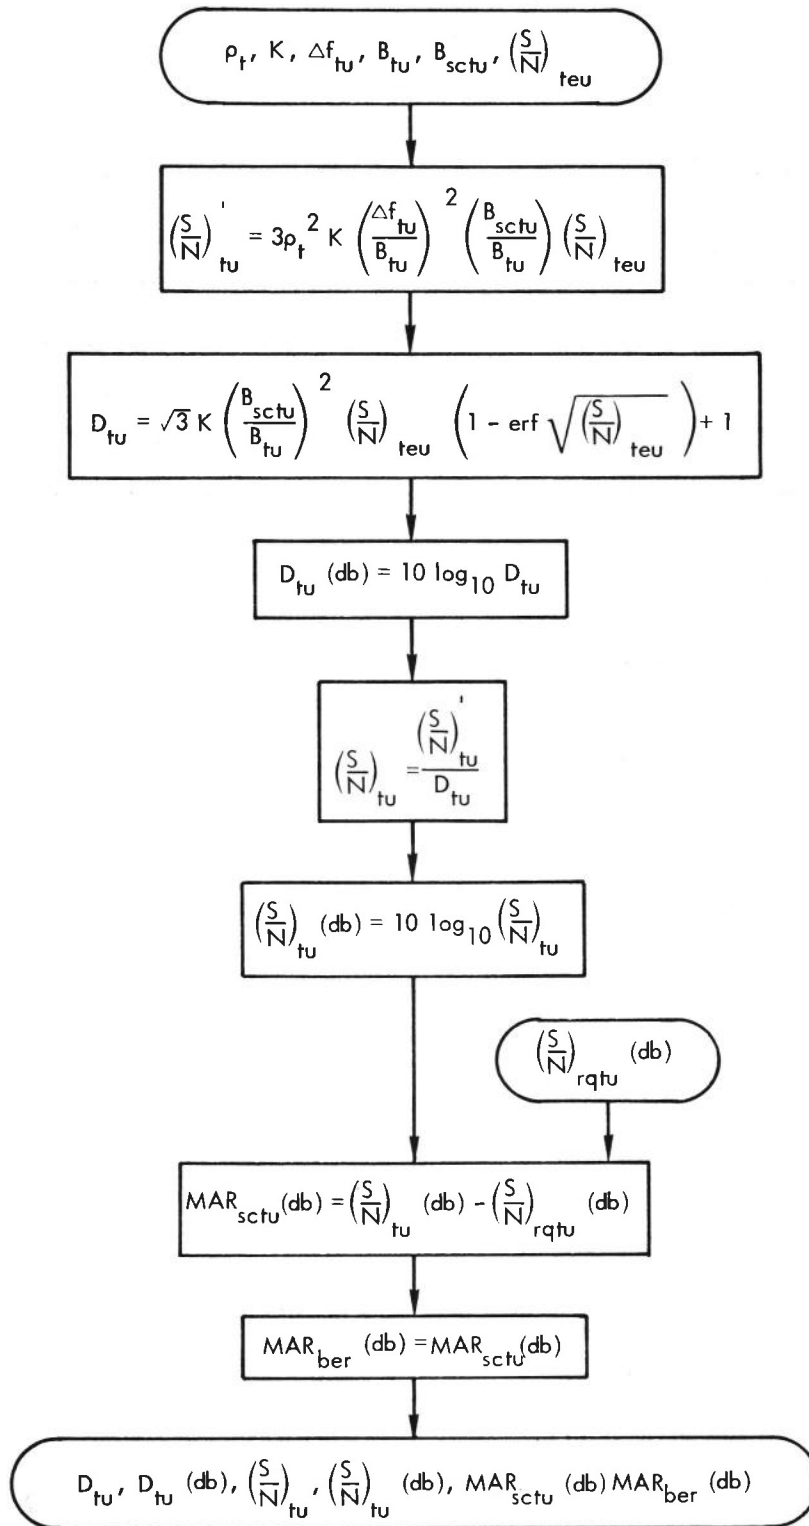 ρ_t, K, Δf_tu, B_tu, B_sctu, (S/N)_teu
(S/N)'_tu = 3ρ_t^2 K (Δf_tu/B_tu)^2 (B_sctu/B_tu) (S/N)_teu
D_tu = √3 K (B_sctu/B_tu)^2 (S/N)_teu (1 - erf √(S/N)_teu) + 1
D_tu (db) = 10 log_10 D_tu
(S/N)_tu = (S/N)'_tu / D_tu
(S/N)_tu (db) = 10 log_10 (S/N)_tu
(S/N)_rqtu (db)
MAR_sctu (db) = (S/N)_tu (db) - (S/N)_rqtu (db)
MAR_ber (db) = MAR_sctu (db)
D_tu, D_tu (db), (S/N)_tu, (S/N)_tu (db), MAR_sctu (db) MAR_ber (db)